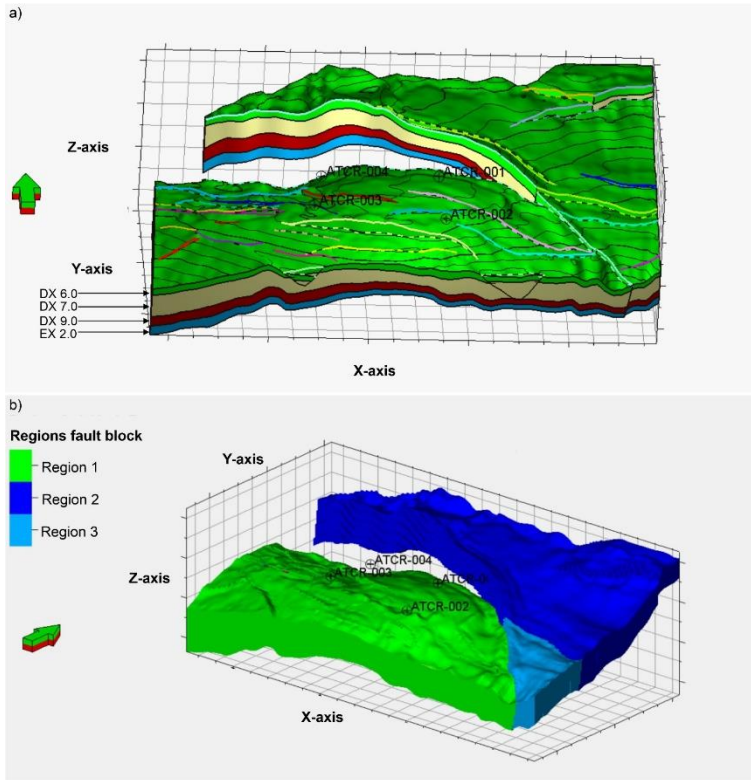 a)
Z-axis
ATCR-004
ATCR-001
ATCR-003
ATCR-002
Y-axis
DX 6.0
DX 7.0
DX 9.0
EX 2.0
X-axis
b)
Regions fault block
Region 1
Region 2
Region 3
Y-axis
Z-axis
ATCR-004
ATCR-003
ATCR-0
ATCR-002
X-axis